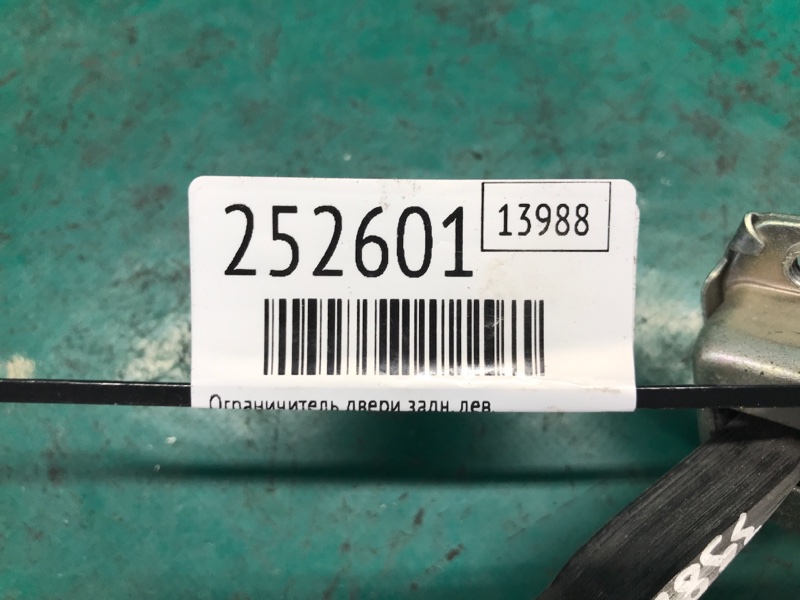 252601
13988
Ограничитель двери задн. лев.